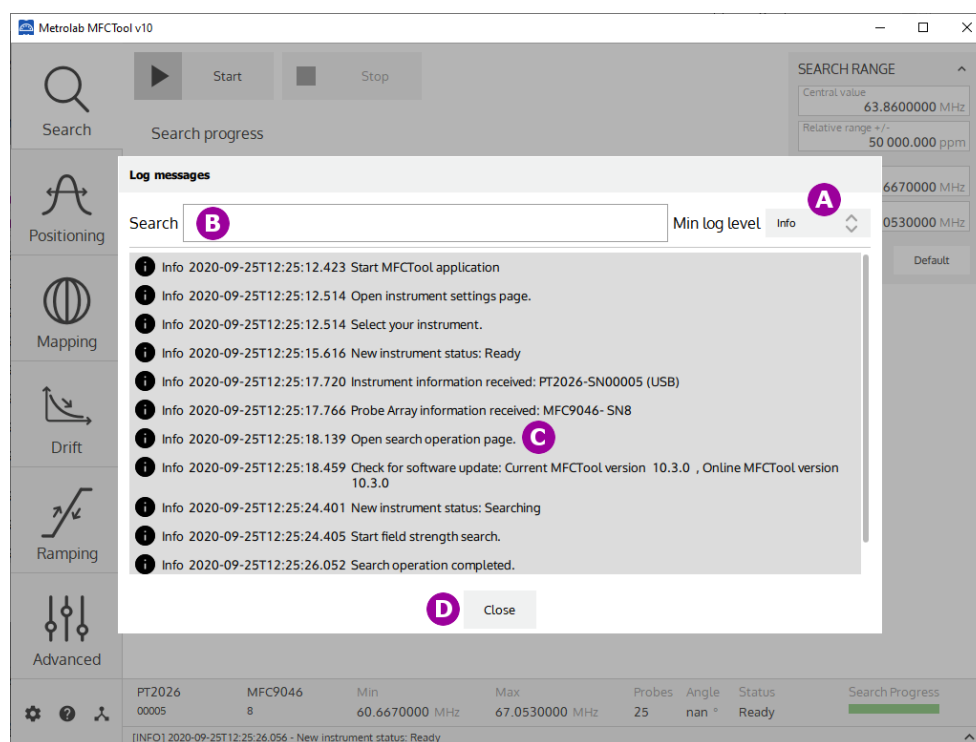 Metrolab MFCTool v10
Start
Stop
SEARCH RANGE
Central value
63.8600000 MHz
Search
Search progress
Relative range +/-
50 000.000 ppm
Log messages
6670000 MHz
A
Search
B
Min log level
Info
0530000 MHz
Positioning
Default
Info 2020-09-25T12:25:12.423 Start MFCTool application
Info 2020-09-25T12:25:12.514 Open instrument settings page.
Info 2020-09-25T12:25:12.514 Select your instrument.
Mapping
Info 2020-09-25T12:25:15.616 New instrument status: Ready
Info 2020-09-25T12:25:17.720 Instrument information received: PT2026-SN00005 (USB)
Info 2020-09-25T12:25:17.766 Probe Array information received: MFC9046- SN8
Info 2020-09-25T12:25:18.139 Open search operation page.
C
Drift
Info 2020-09-25T12:25:18.459 Check for software update: Current MFCTool version 10.3.0 , Online MFCTool version
10.3.0
Info 2020-09-25T12:25:24.401 New instrument status: Searching
Info 2020-09-25T12:25:24.405 Start field strength search.
Ramping
Info 2020-09-25T12:25:26.052 Search operation completed.
D
Close
Advanced
PT2026 MFC9046 Min Max Probes Angle Status Search Progress
00005 8 60.6670000 MHz 67.0530000 MHz 25 nan ° Ready
[INFO] 2020-09-25T12:25:26.056 - New instrument status: Ready